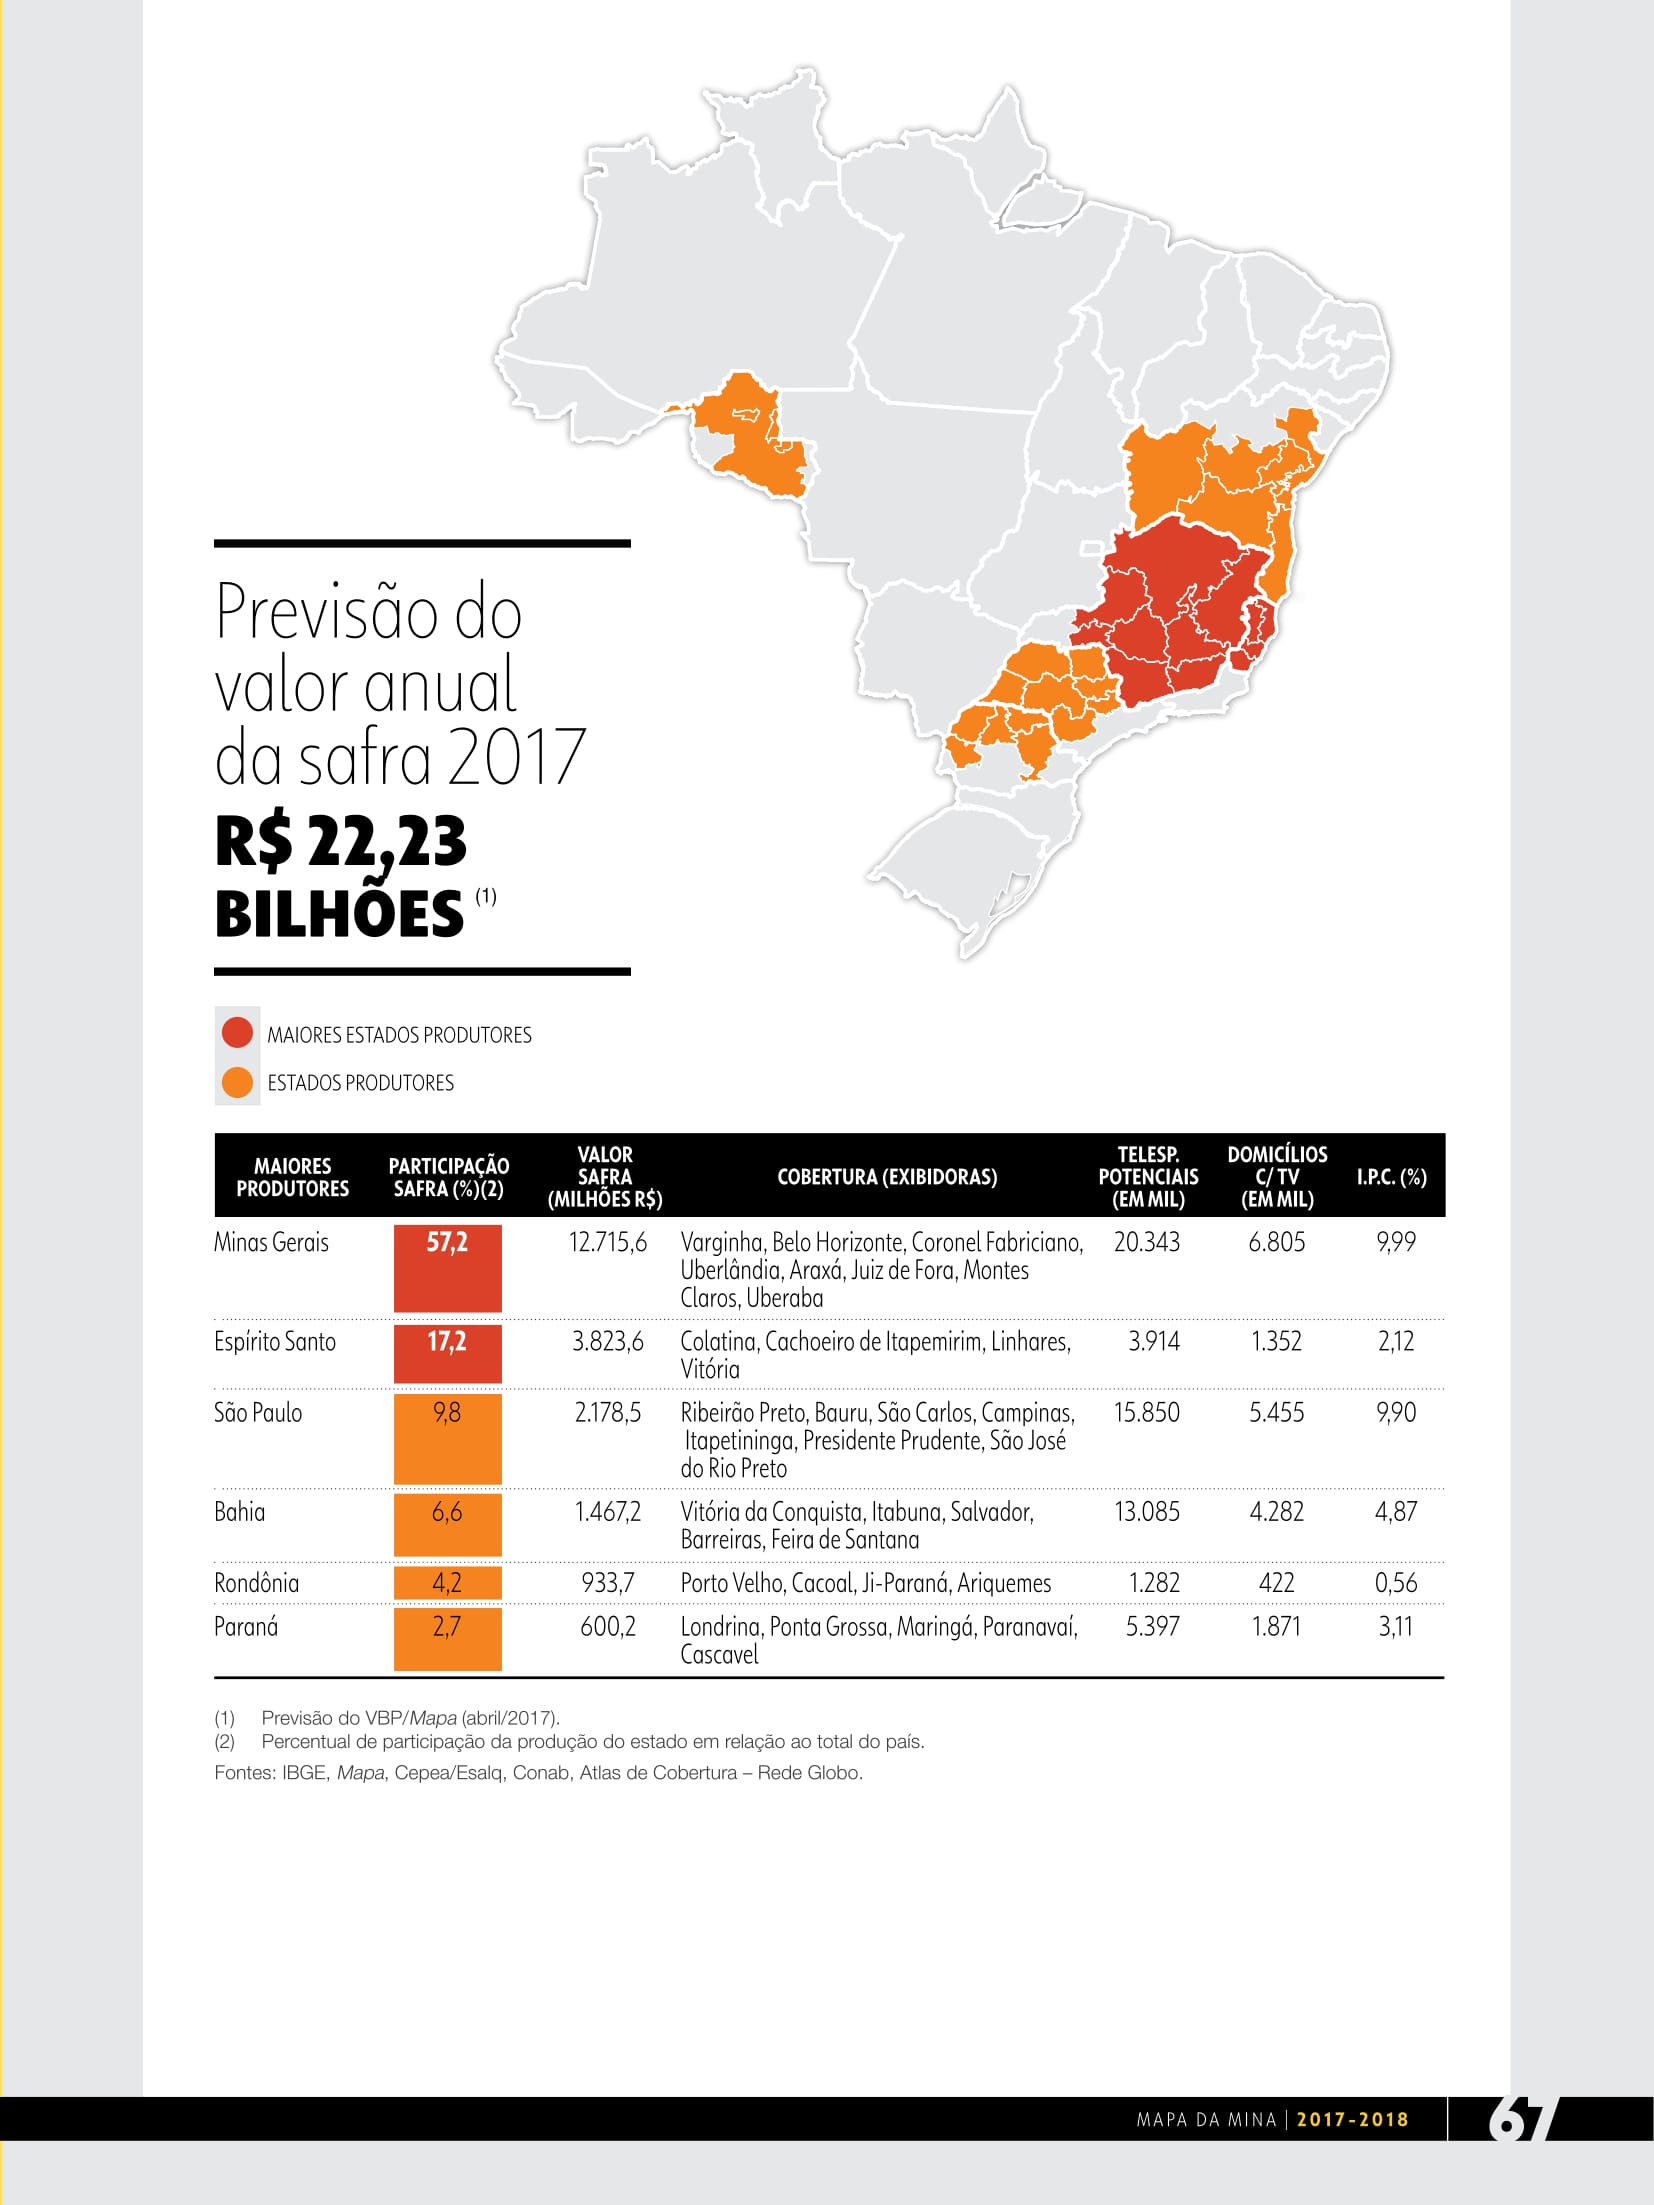 Previsão do
valor anual
da safra 2017
R$ 22,23
BILHÕES (1)
MAIORES ESTADOS PRODUTORES
ESTADOS PRODUTORES
MAIORES PRODUTORES PARTICIPAÇÃO SAFRA (%)(2) VALOR SAFRA (MILHÕES R$) COBERTURA (EXIBIDORAS) TELESP. POTENCIAIS (EM MIL) DOMICÍLIOS C/ TV (EM MIL) I.P.C. (%)
Minas Gerais 57,2 12.715,6 Varginha, Belo Horizonte, Coronel Fabriciano, 20.343 6.805 9,99
Uberlândia, Araxá, Juiz de Fora, Montes
Claros, Uberaba
Espírito Santo 17,2 3.823,6 Colatina, Cachoeiro de Itapemirim, Linhares, 3.914 1.352 2,12
Vitória
São Paulo 9,8 2.178,5 Ribeirão Preto, Bauru, São Carlos, Campinas, 15.850 5.455 9,90
Itapetininga, Presidente Prudente, São José
do Rio Preto
Bahia 6,6 1.467,2 Vitória da Conquista, Itabuna, Salvador, 13.085 4.282 4,87
Barreiras, Feira de Santana
Rondônia 4,2 933,7 Porto Velho, Cacoal, Ji-Paraná, Ariquemes 1.282 422 0,56
Paraná 2,7 600,2 Londrina, Ponta Grossa, Maringá, Paranavaí, 5.397 1.871 3,11
Cascavel
(1) Previsão do VBP/Mapa (abril/2017).
(2) Percentual de participação da produção do estado em relação ao total do país.
Fontes: IBGE, Mapa, Cepea/Esalq, Conab, Atlas de Cobertura – Rede Globo.
MAPA DA MINA | 2017-2018 67